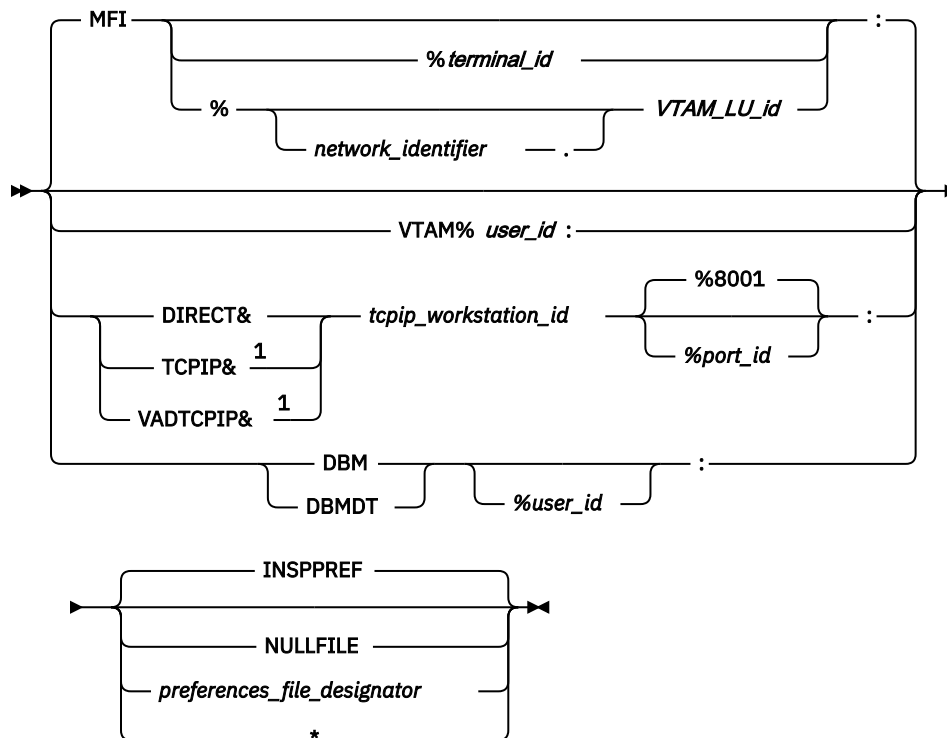 MFI :
%terminal_id
% VTAM_LU_id
network_identifier .
VTAM% user_id :
%8001
DIRECT& tcpip_workstation_id :
TCPIP& 1 %port_id
VADTCPIP& 1
DBM :
DBMDT %user_id
INSPPREF
NULLFILE
preferences_file_designator
*